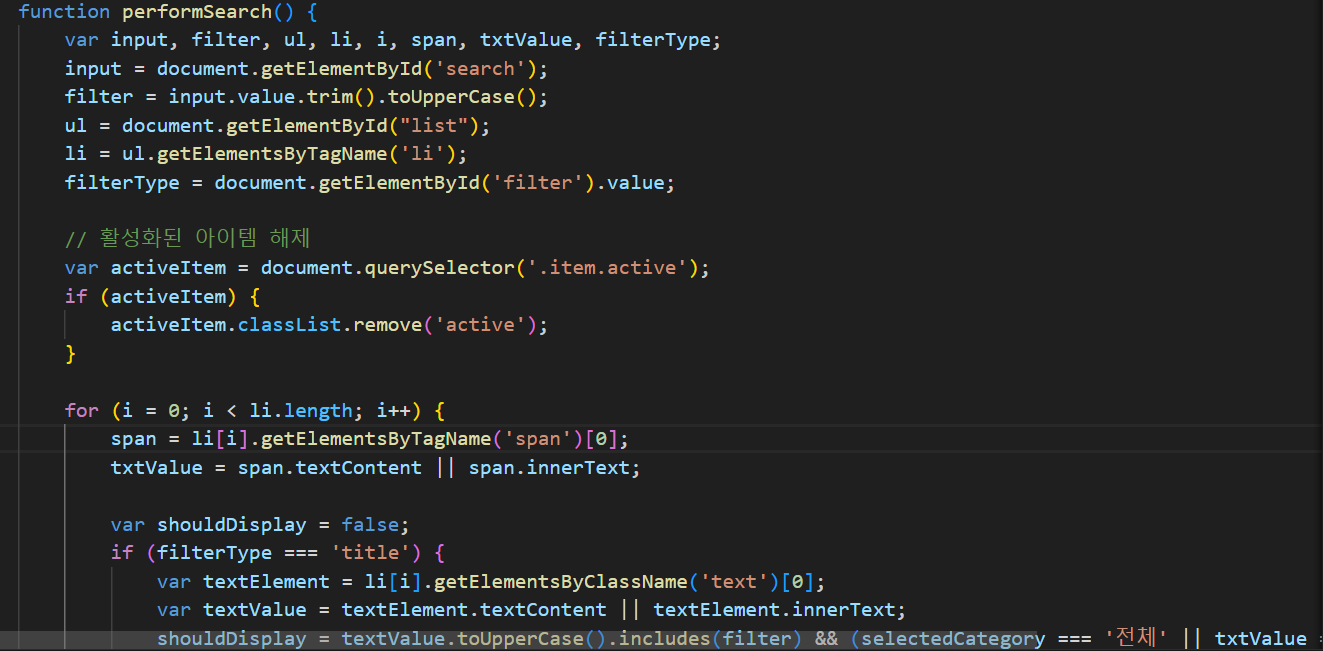 function performSearch() {
var input, filter, ul, li, i, span, txtValue, filterType;
input = document.getElementById('search');
filter = input.value.trim().toUpperCase();
ul = document.getElementById("list");
li = ul.getElementsByTagName('li');
filterType = document.getElementById('filter').value;
// 활성화된 아이템 해제
var activeItem = document.querySelector('.item.active');
if (activeItem) {
activeItem.classList.remove('active');
}
for (i = 0; i < li.length; i++) {
span = li[i].getElementsByTagName('span')[0];
txtValue = span.textContent || span.innerText;
var shouldDisplay = false;
if (filterType === 'title') {
var textElement = li[i].getElementsByClassName('text')[0];
var textValue = textElement.textContent || textElement.innerText;
shouldDisplay = textValue.toUpperCase().includes(filter) && (selectedCategory === '전체' || txtValue